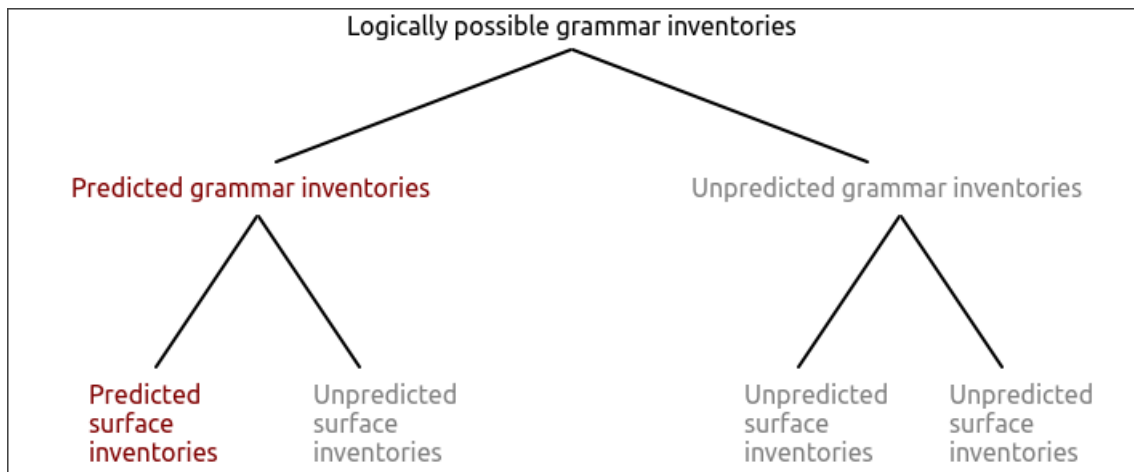 Logically possible grammar inventories
Predicted grammar inventories
Unpredicted grammar inventories
Predicted
surface
inventories
Unpredicted
surface
inventories
Unpredicted
surface
inventories
Unpredicted
surface
inventories